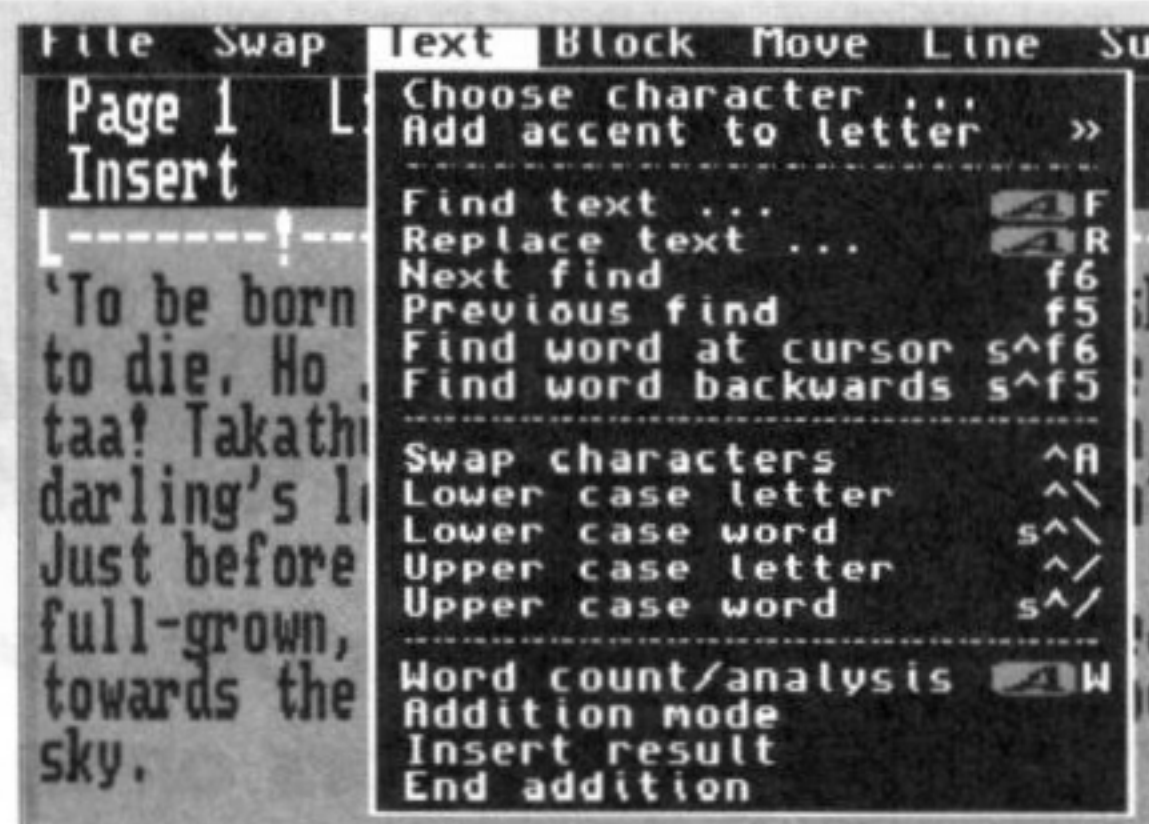 File Swap Text Block Move Line Su
Page 1
Insert
Choose character ...
Add accent to letter »
Find text ... A F
Replace text ... A R
Next find f6
Previous find f5
Find word at cursor s^f6
Find word backwards s^f5
Swap characters ^A
Lower case letter ^\
Lower case word s^\
Upper case letter ^/
Upper case word s^/
Word count/analysis A W
Addition mode
Insert result
End addition
‘To be born
to die. Ho
taa! Takathu
darling's
Just before
full-grown,
towards the
sky.